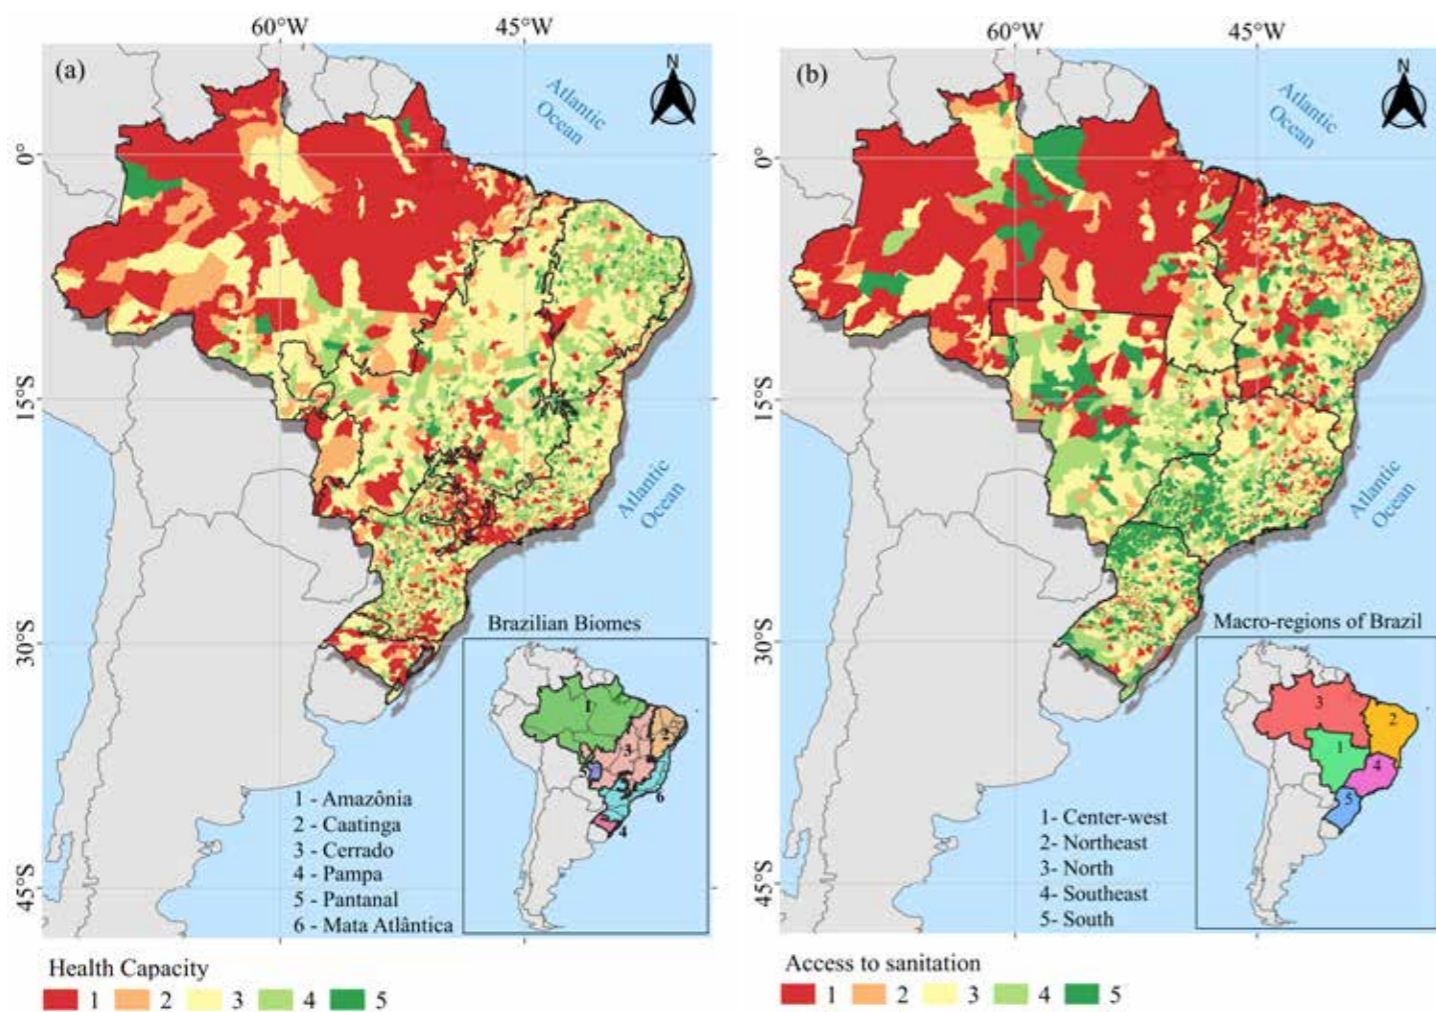 60°W
45°W
(a)
N
Atlantic
Ocean
0°
15°S
Atlantic
Ocean
30°S
Brazilian Biomes
1
2
3
5
6
4
1 - Amazônia
2 - Caatinga
3 - Cerrado
4 - Pampa
5 - Pantanal
6 - Mata Atlântica
45°S
Health Capacity
1 2 3 4 5
60°W
45°W
(b)
N
Atlantic
Ocean
0°
15°S
Atlantic
Ocean
30°S
Macro-regions of Brazil
3
2
1
4
5
1- Center-west
2- Northeast
3- North
4- Southeast
5- South
45°S
Access to sanitation
1 2 3 4 5